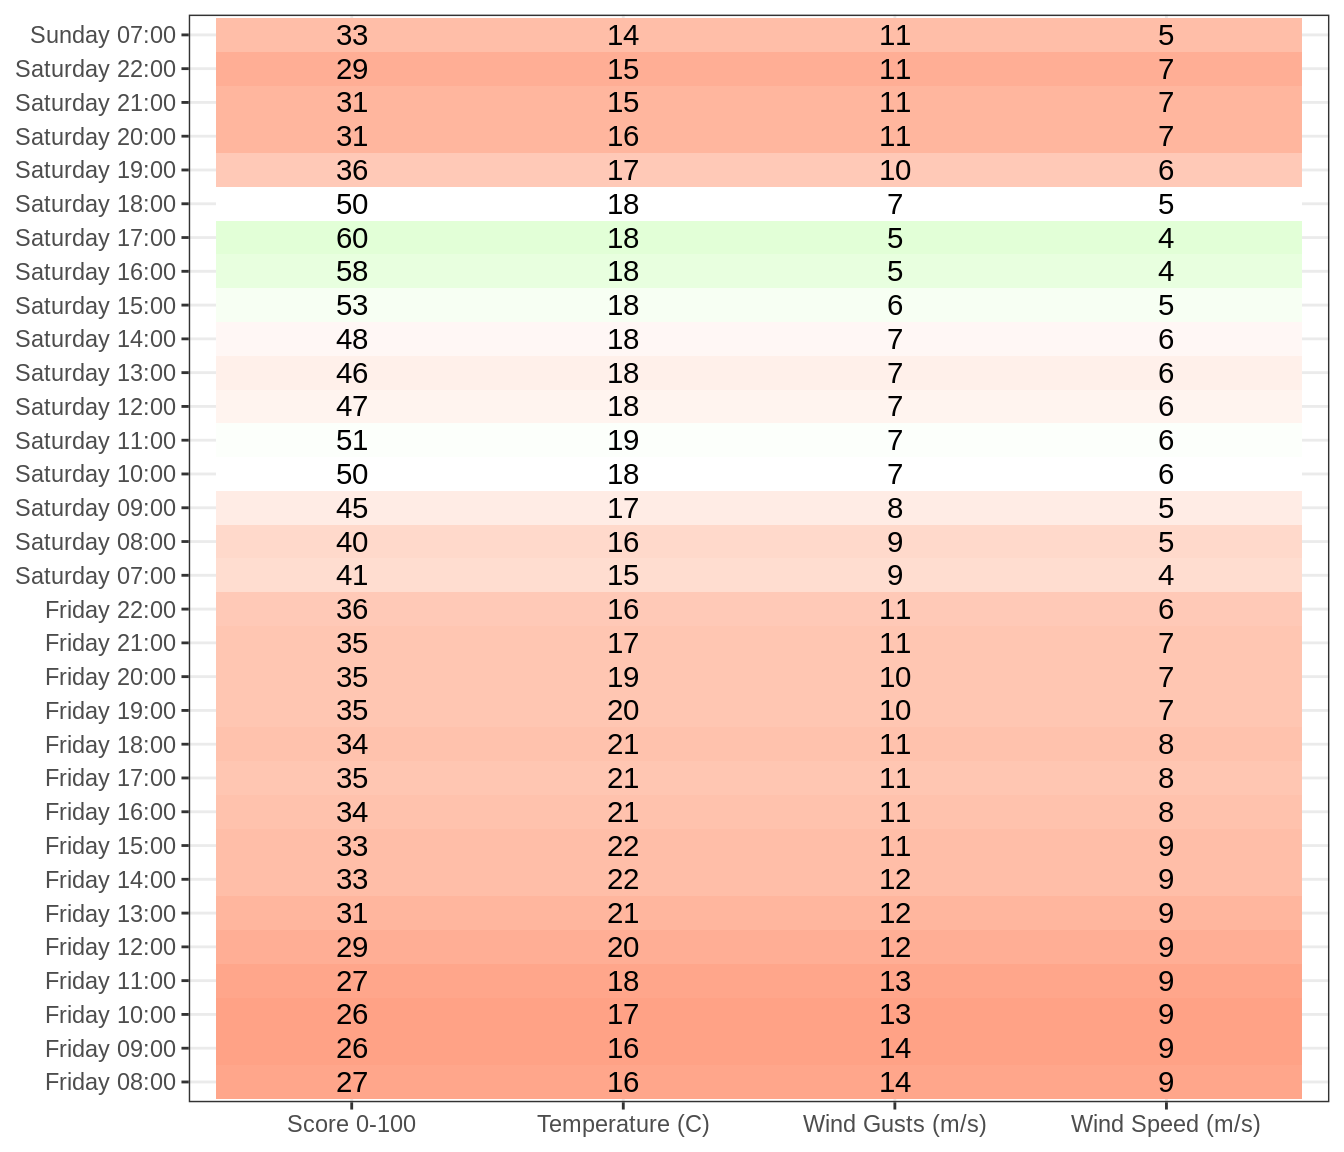 Sunday 07:00 33 14 11 5
Saturday 22:00 29 15 11 7
Saturday 21:00 31 15 11 7
Saturday 20:00 31 16 11 7
Saturday 19:00 36 17 10 6
Saturday 18:00 50 18 7 5
Saturday 17:00 60 18 5 4
Saturday 16:00 58 18 5 4
Saturday 15:00 53 18 6 5
Saturday 14:00 48 18 7 6
Saturday 13:00 46 18 7 6
Saturday 12:00 47 18 7 6
Saturday 11:00 51 19 7 6
Saturday 10:00 50 18 7 6
Saturday 09:00 45 17 8 5
Saturday 08:00 40 16 9 5
Saturday 07:00 41 15 9 4
Friday 22:00 36 16 11 6
Friday 21:00 35 17 11 7
Friday 20:00 35 19 10 7
Friday 19:00 35 20 10 7
Friday 18:00 34 21 11 8
Friday 17:00 35 21 11 8
Friday 16:00 34 21 11 8
Friday 15:00 33 22 11 9
Friday 14:00 33 22 12 9
Friday 13:00 31 21 12 9
Friday 12:00 29 20 12 9
Friday 11:00 27 18 13 9
Friday 10:00 26 17 13 9
Friday 09:00 26 16 14 9
Friday 08:00 27 16 14 9
Score 0-100 Temperature (C) Wind Gusts (m/s) Wind Speed (m/s)